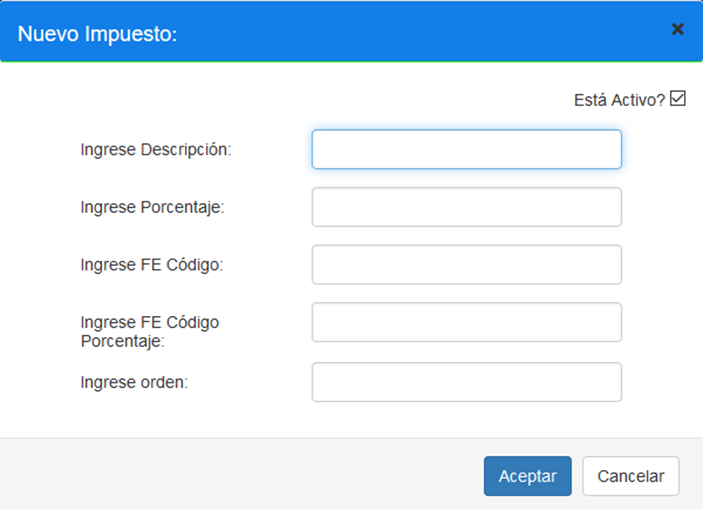 Nuevo Impuesto:
Está Activo?
Ingrese Descripción:
Ingrese Porcentaje:
Ingrese FE Código:
Ingrese FE Código
Porcentaje:
Ingrese orden:
Aceptar
Cancelar